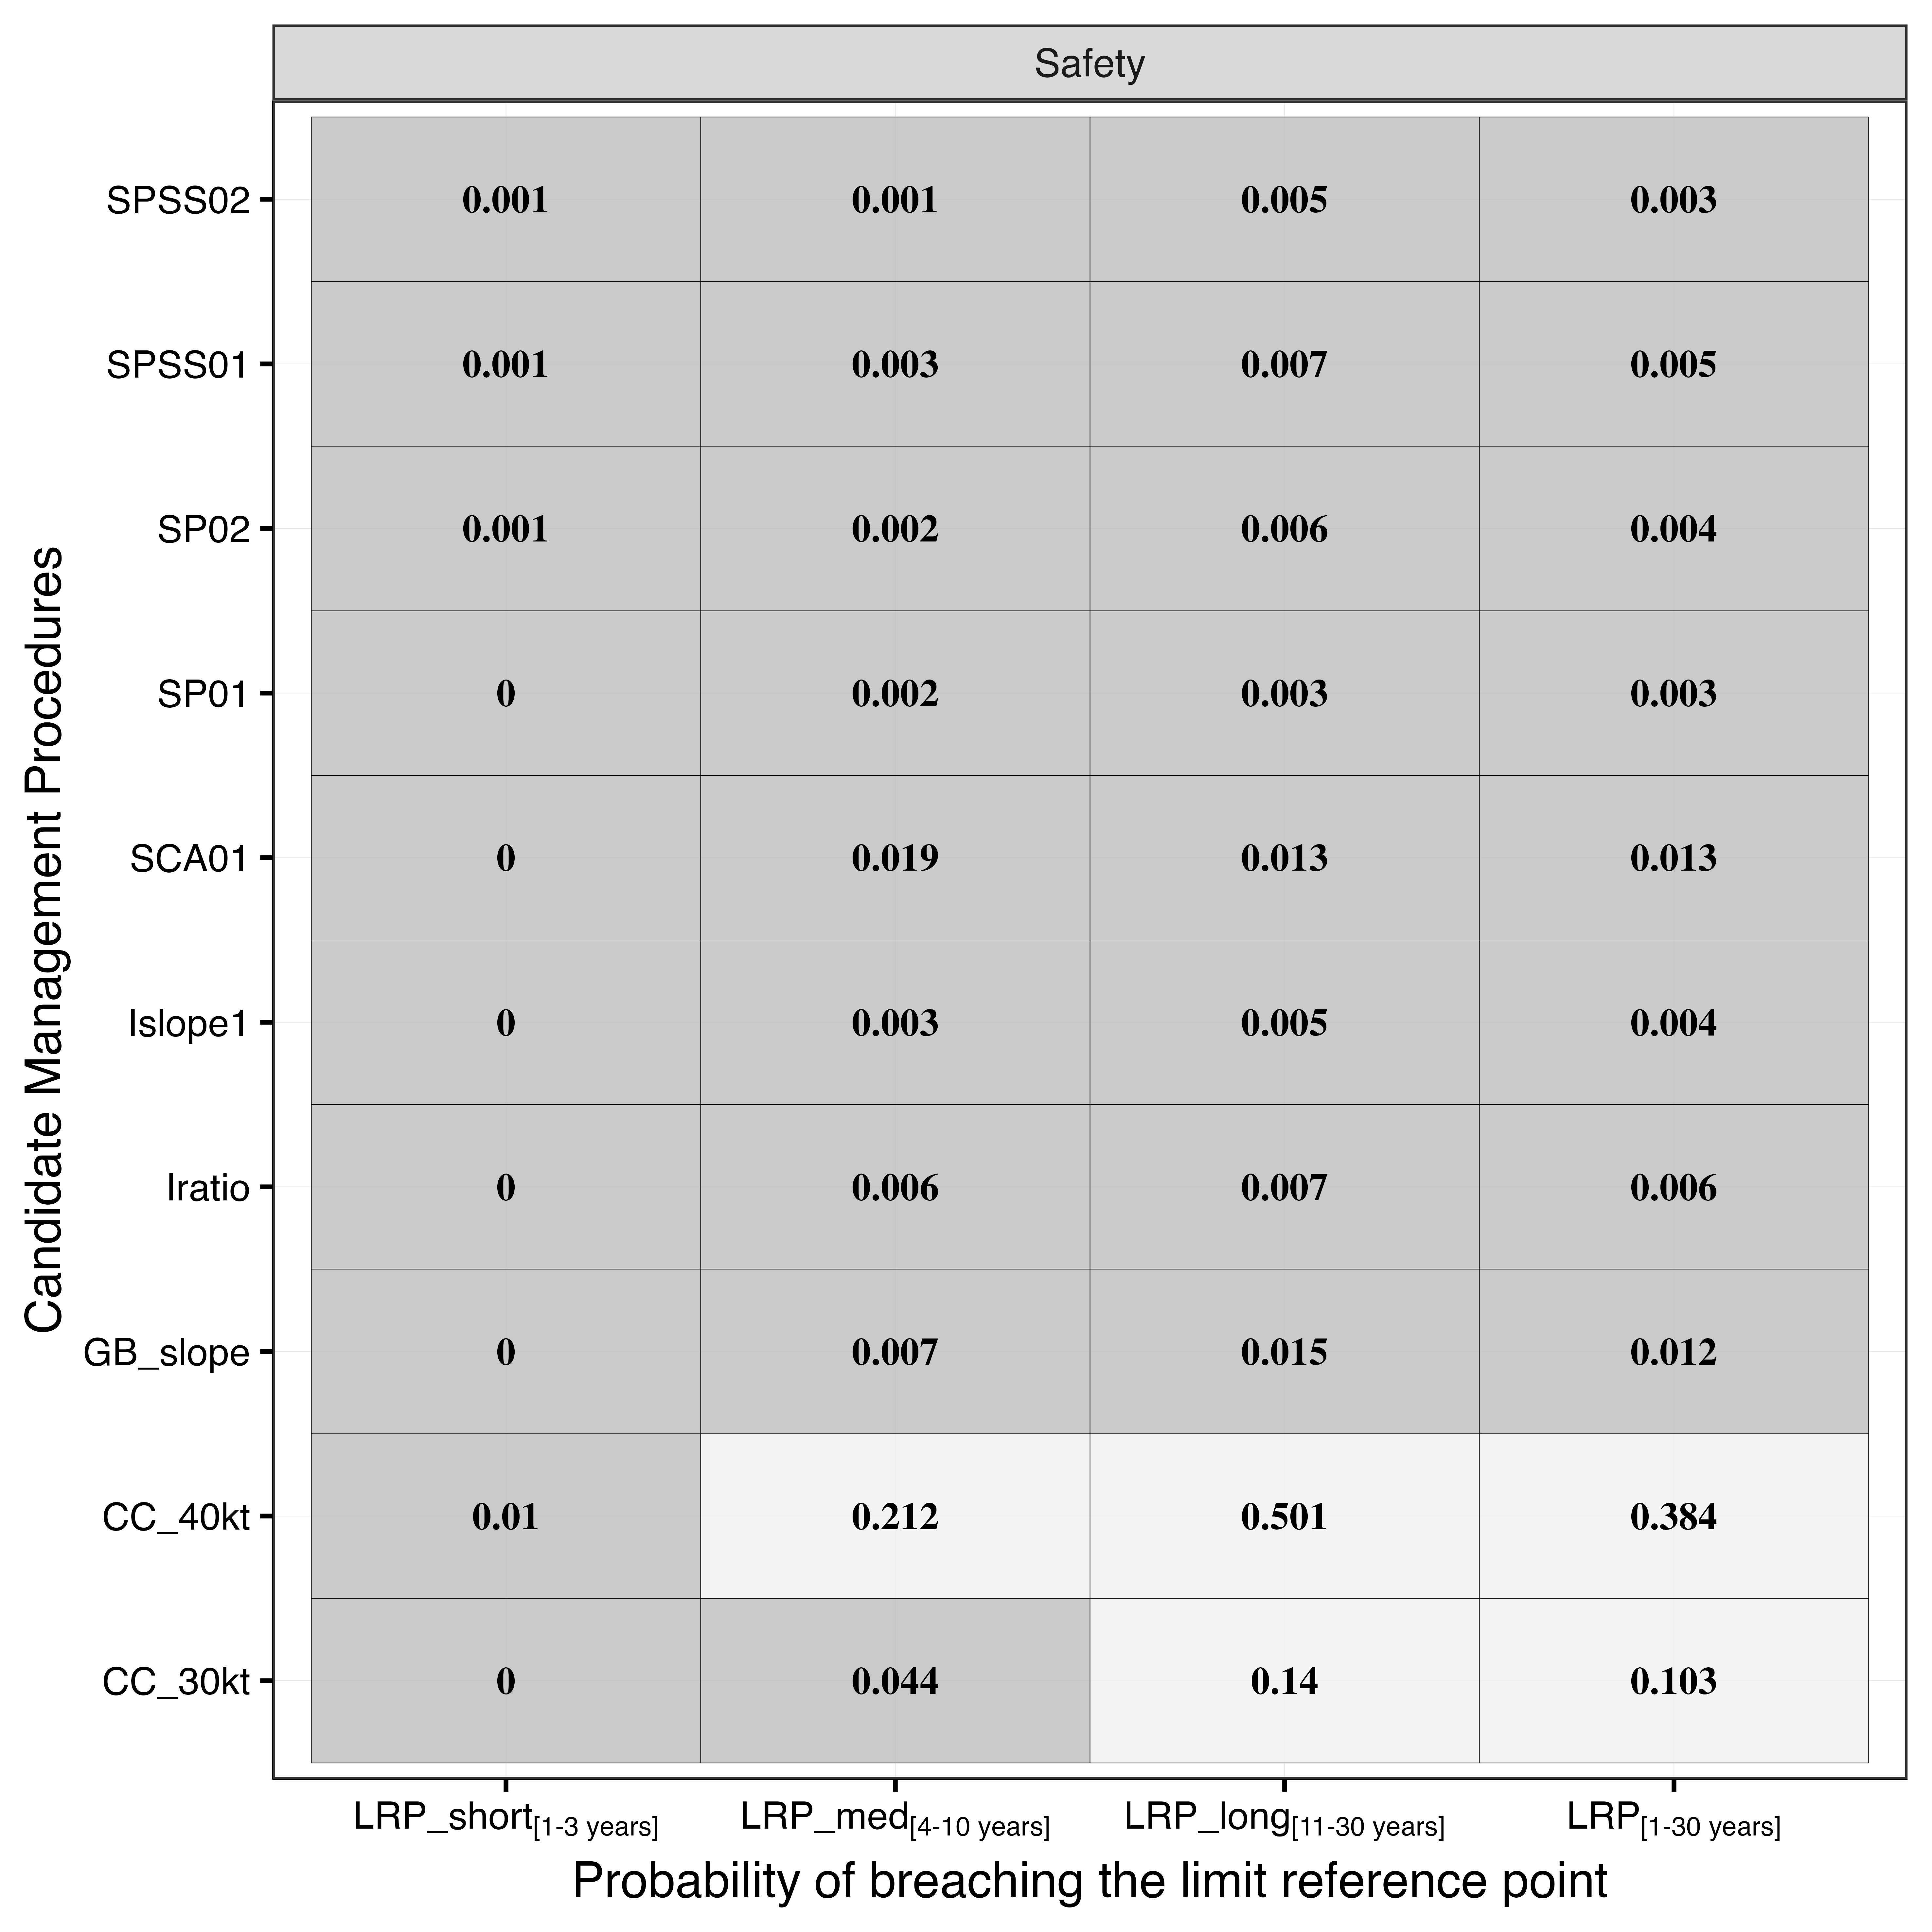 Safety
Candidate Management Procedures
SPSS02 0.001 0.001 0.005 0.003
SPSS01 0.001 0.003 0.007 0.005
SP02 0.001 0.002 0.006 0.004
SP01 0 0.002 0.003 0.003
SCA01 0 0.019 0.013 0.013
Islope1 0 0.003 0.005 0.004
Iratio 0 0.006 0.007 0.006
GB_slope 0 0.007 0.015 0.012
CC_40kt 0.01 0.212 0.501 0.384
CC_30kt 0 0.044 0.14 0.103
LRP_short[1-3 years] LRP_med[4-10 years] LRP_long[11-30 years] LRP[1-30 years]
Probability of breaching the limit reference point